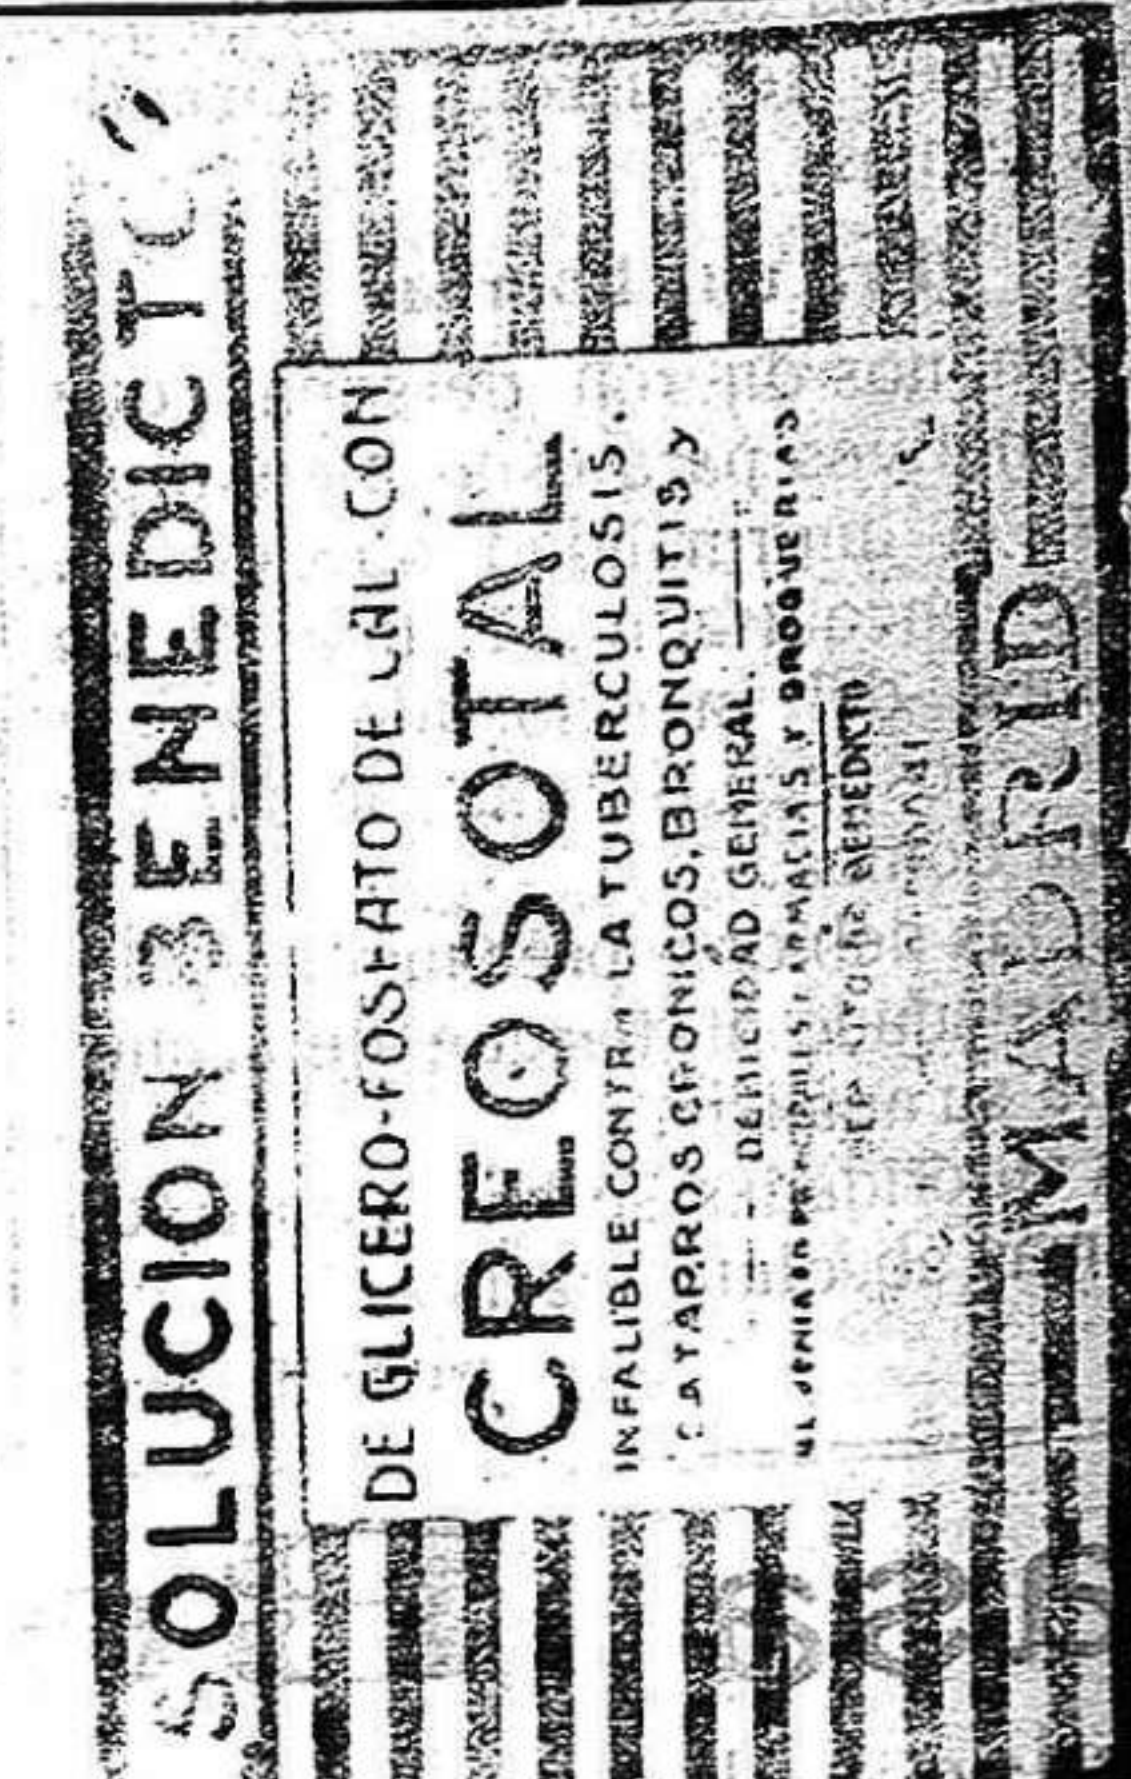 SOLUCION BENEDICTO"
DE GLICERO-FOSFATO DE CAL CON
CREOSOTAL
INFALIBLE CONTRA LA TUBERCULOSIS.
CATARROS CRONICOS, BRONQUITIS y
DEBILIDAD GENERAL.
FARMACIAS Y DROGUERIAS
BENEDICTO
MADRID